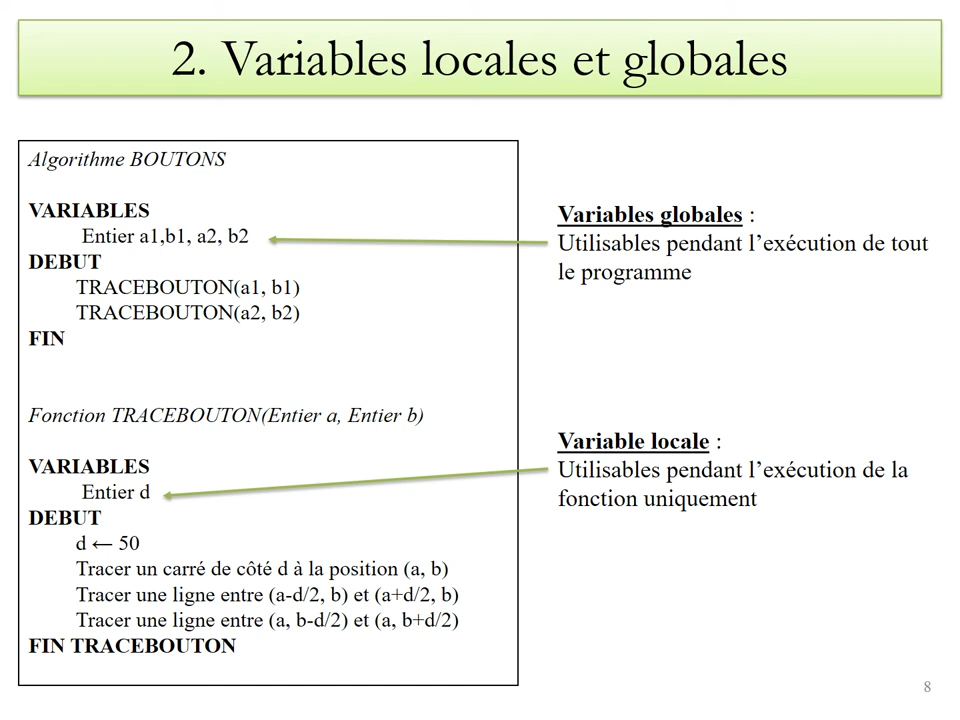 2. Variables locales et globales
Algorithme BOUTONS
VARIABLES
Entier a1,b1, a2, b2
DEBUT
TRACEBOUTON(a1, b1)
TRACEBOUTON(a2, b2)
FIN
Fonction TRACEBOUTON(Entier a, Entier b)
VARIABLES
Entier d
DEBUT
d ← 50
Tracer un carré de côté d à la position (a, b)
Tracer une ligne entre (a-d/2, b) et (a+d/2, b)
Tracer une ligne entre (a, b-d/2) et (a, b+d/2)
FIN TRACEBOUTON
Variables globales :
Utilisables pendant l’exécution de tout
le programme
Variable locale :
Utilisables pendant l’exécution de la
fonction uniquement
8